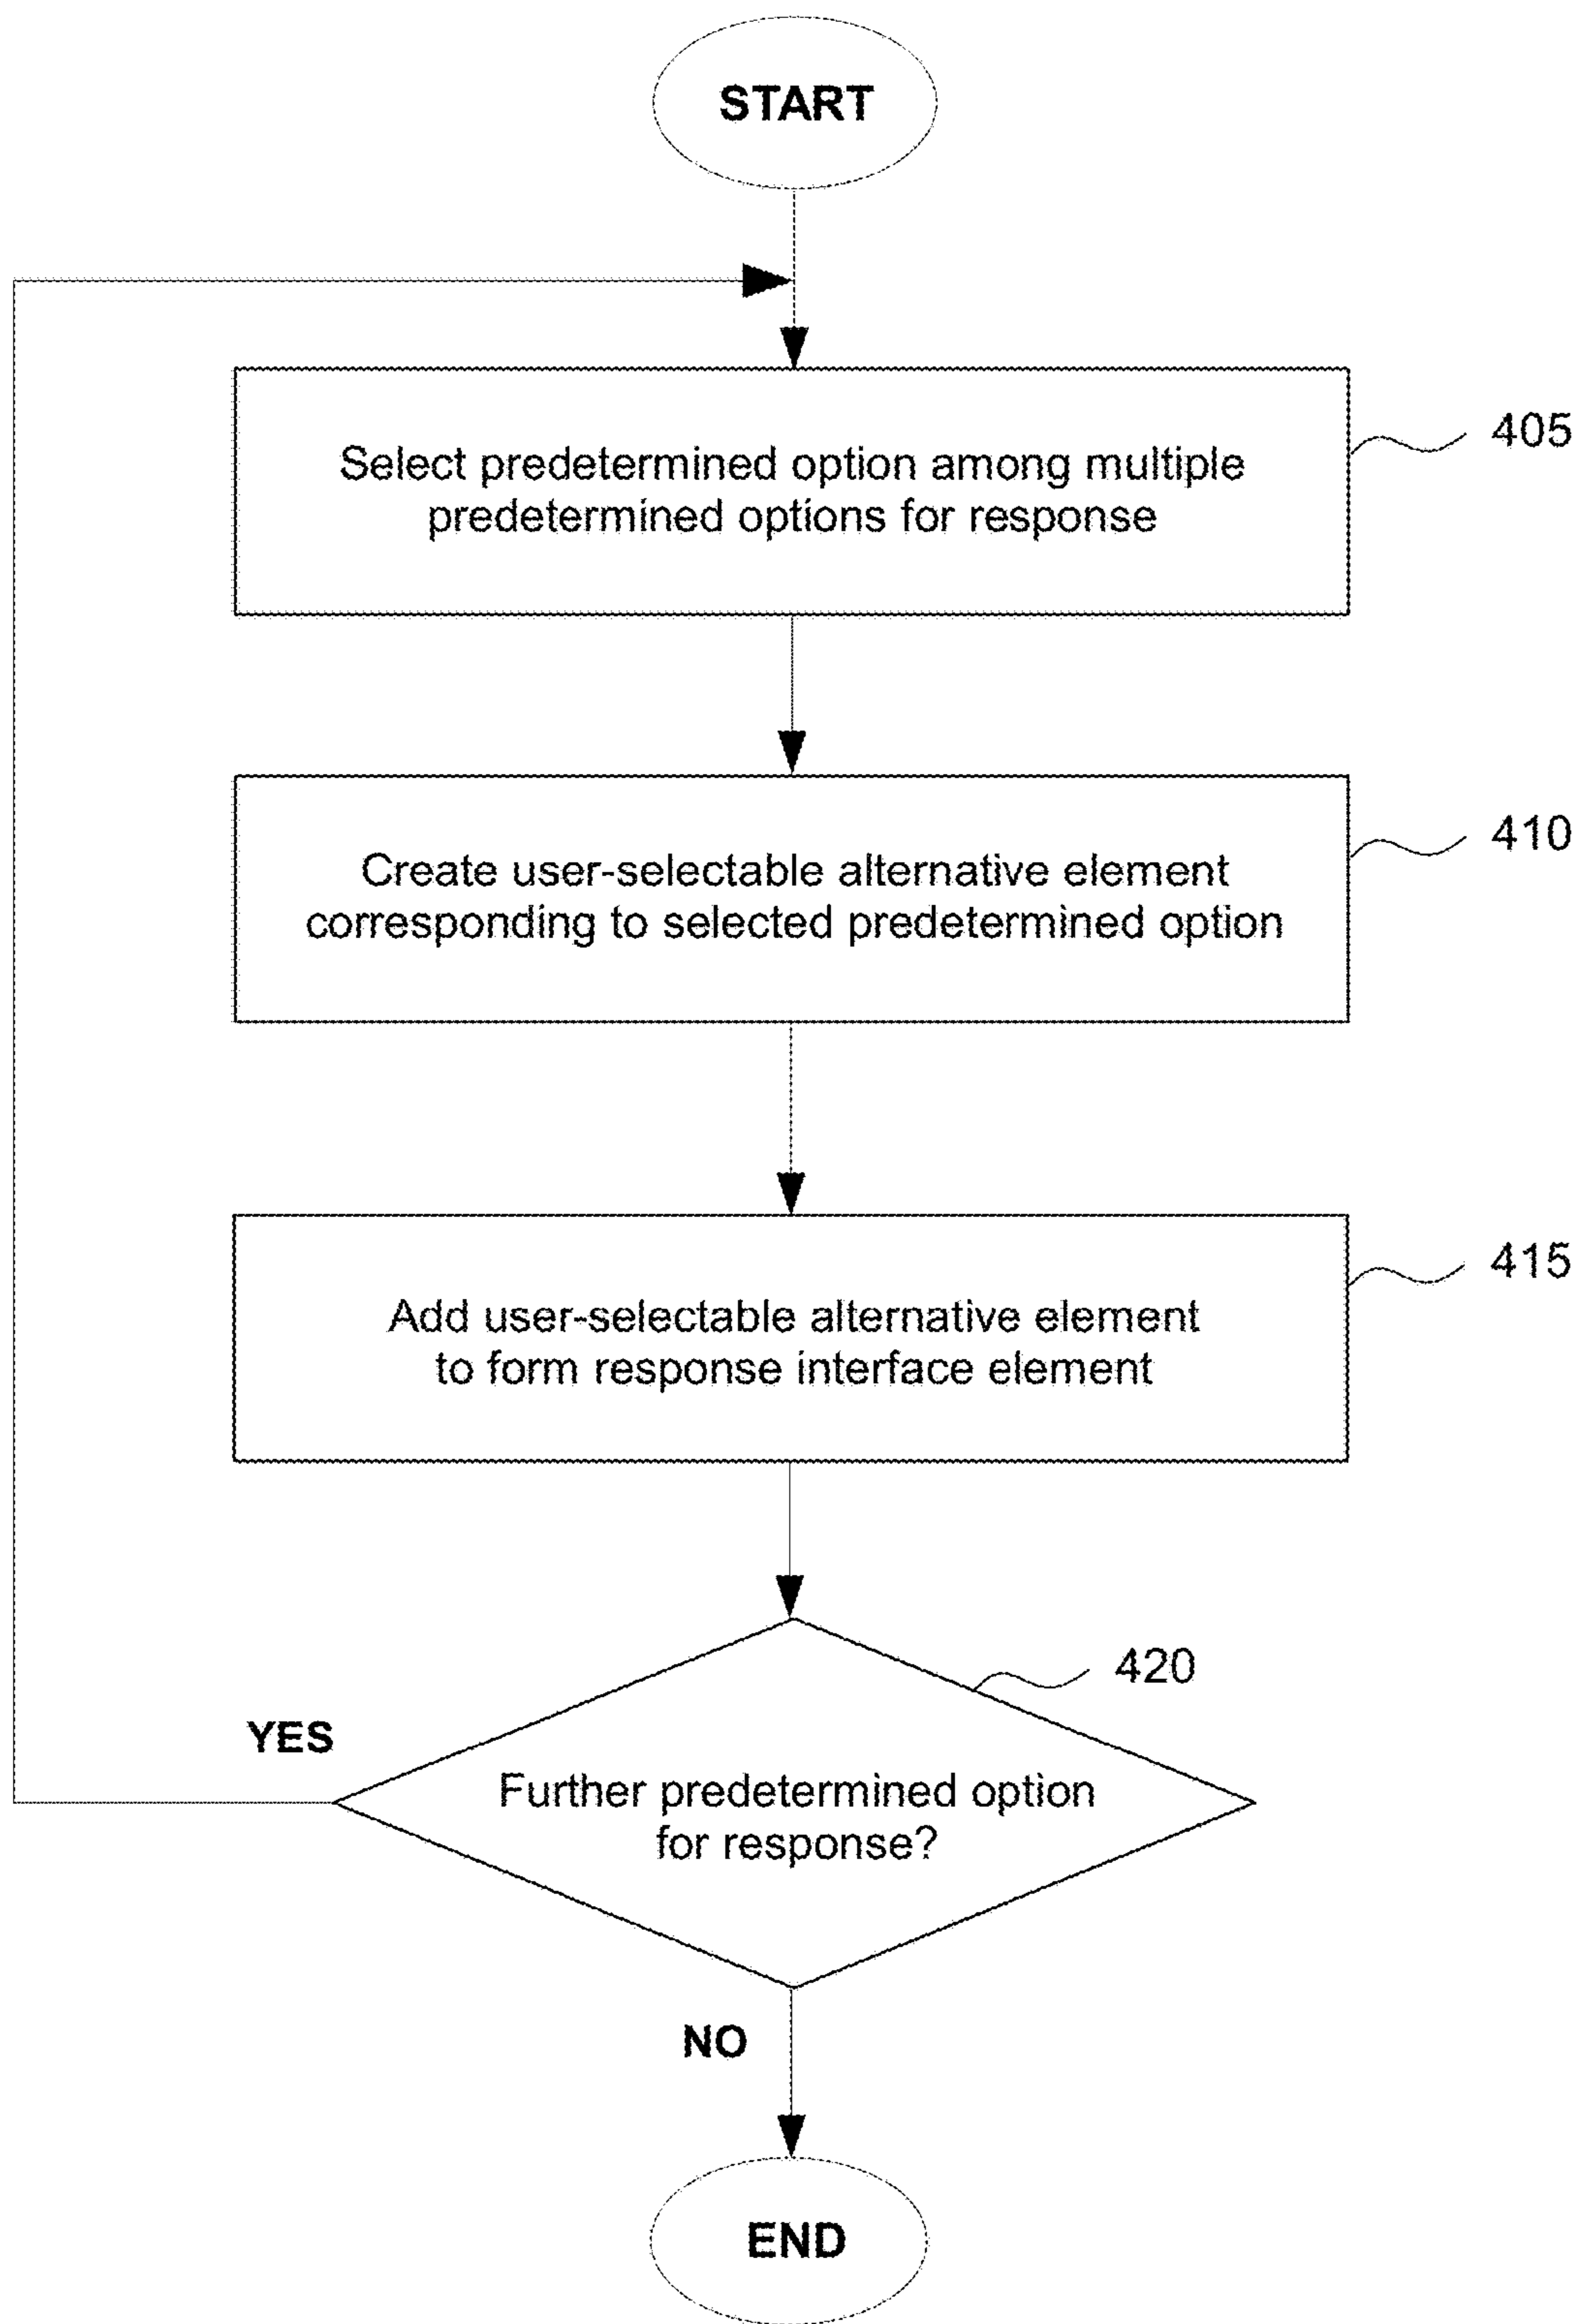 START
Select predetermined option among multiple
predetermined options for response
405
Create user-selectable alternative element
corresponding to selected predetermined option
410
Add user-selectable alternative element
to form response interface element
415
420
YES
Further predetermined option
for response?
NO
END